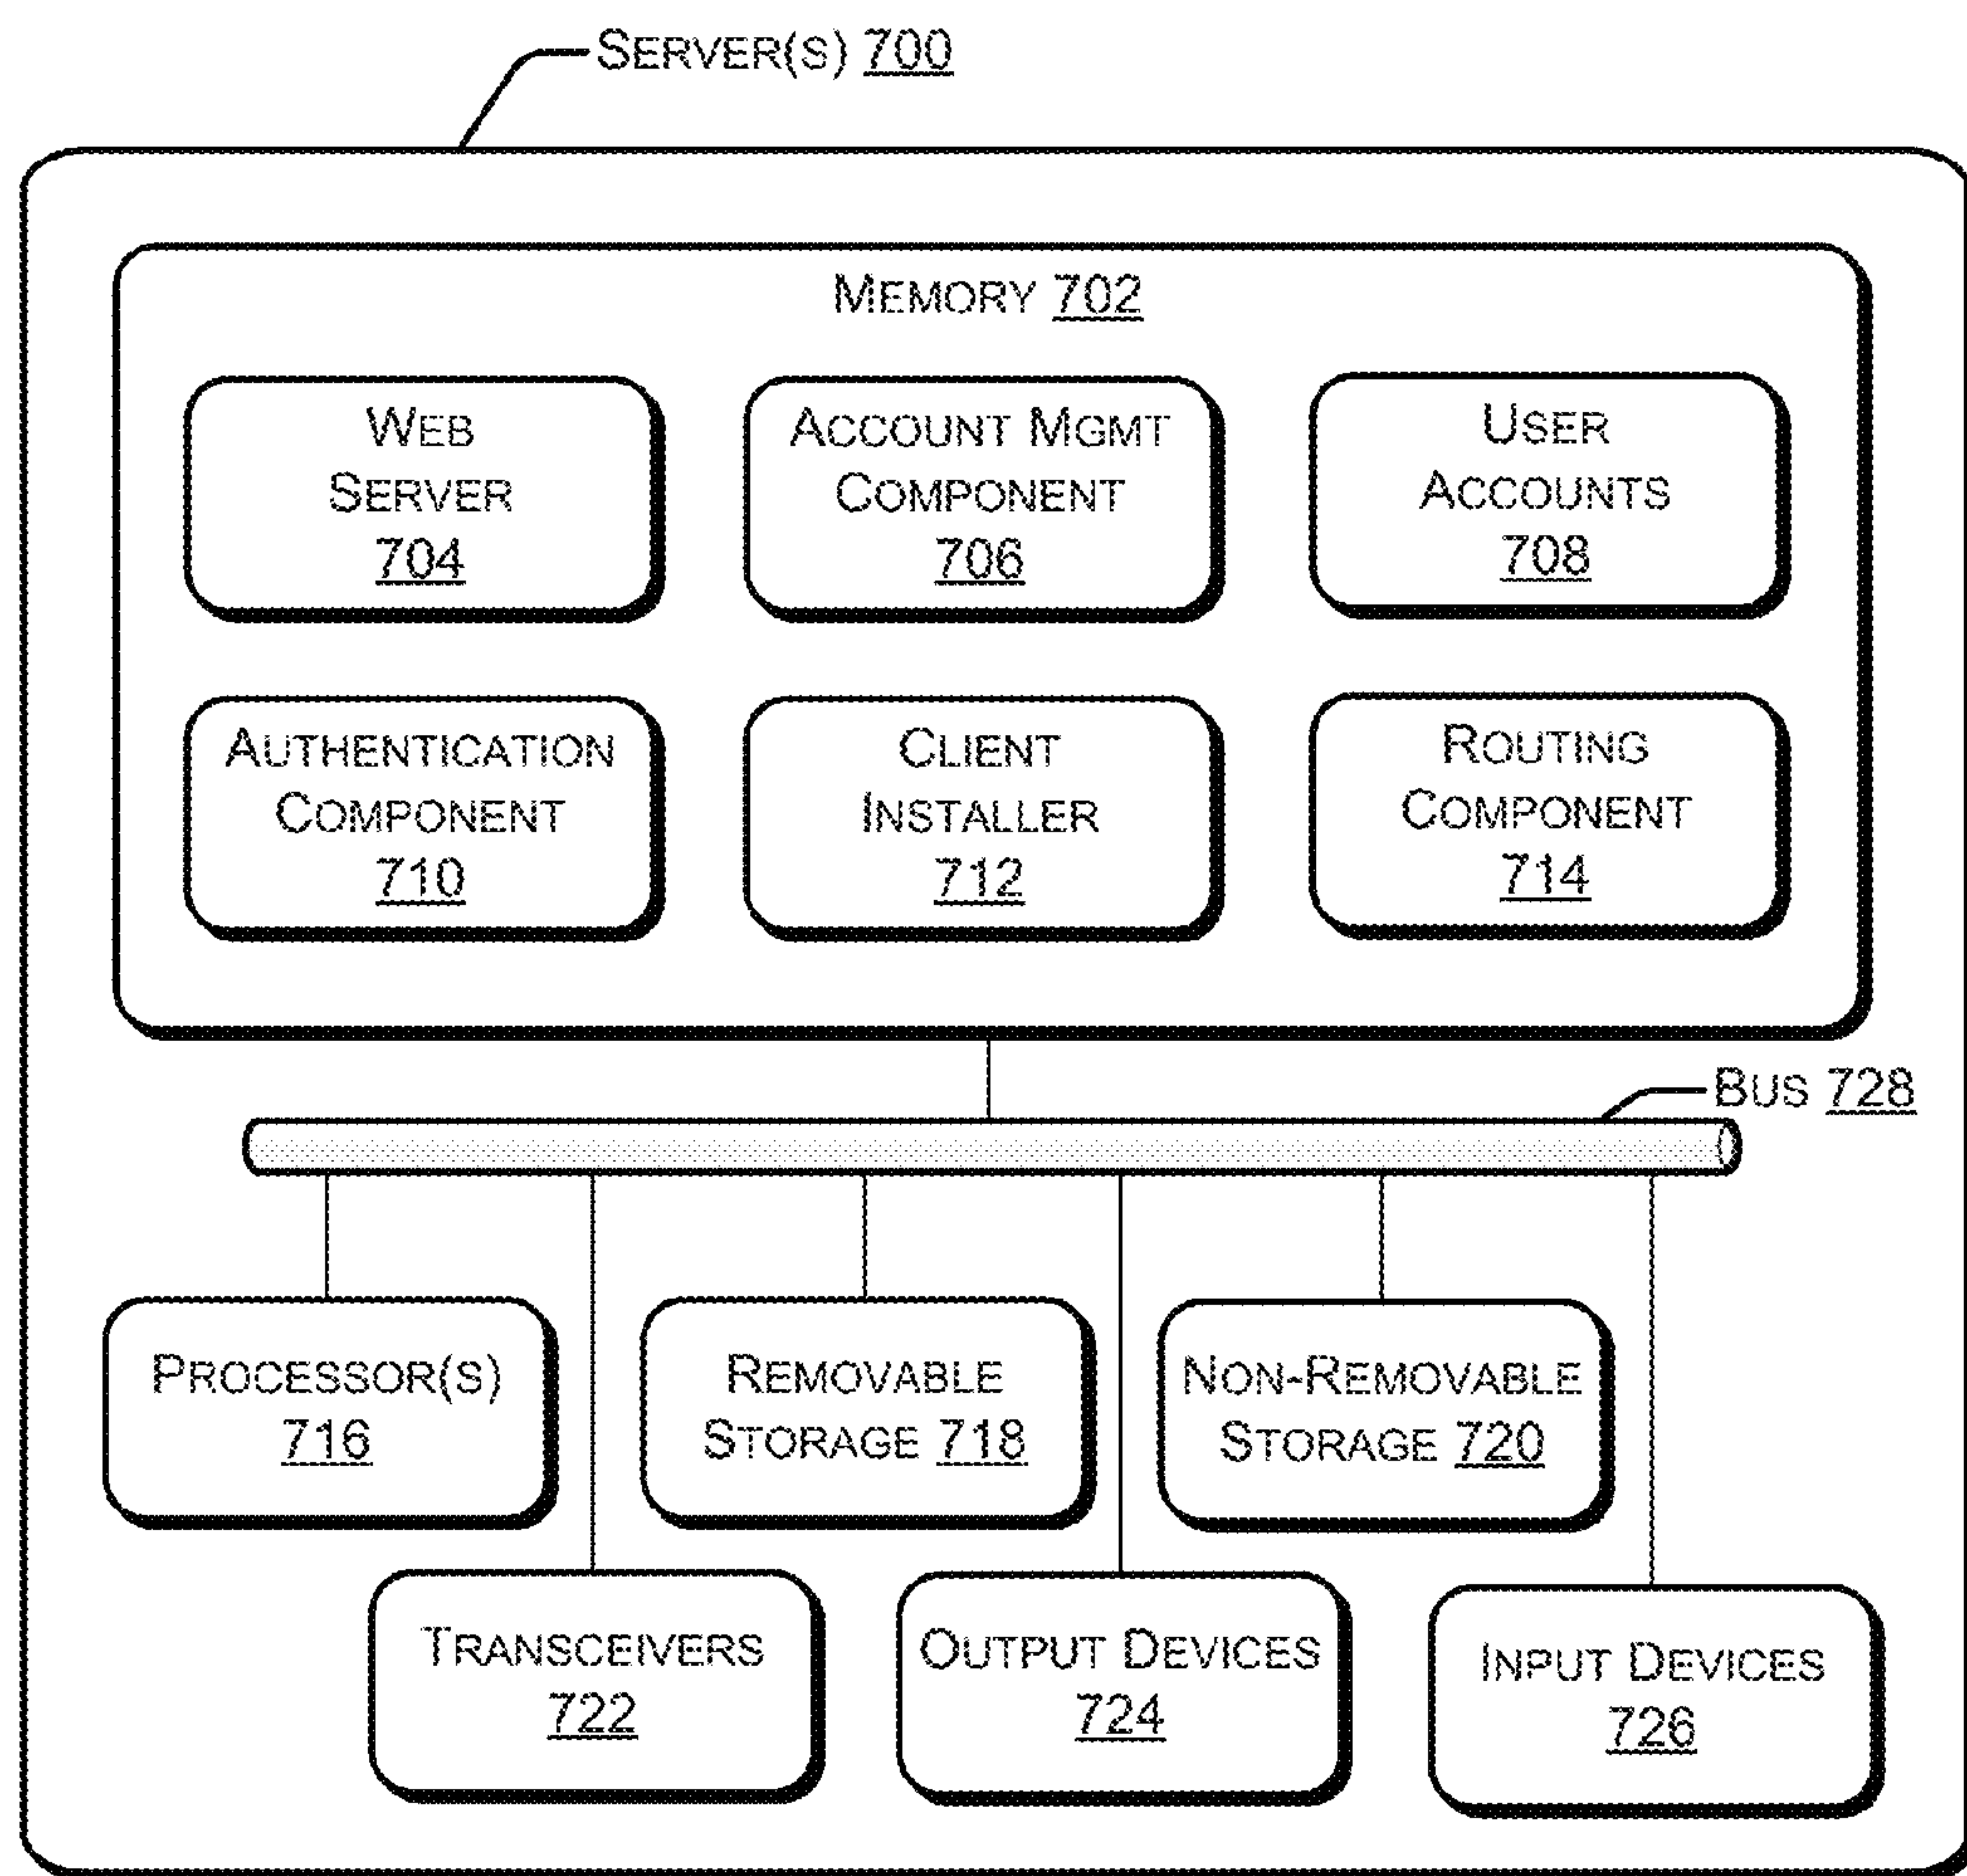 SERVER(S) 700
MEMORY 702
WEB
SERVER
704
ACCOUNT MGMT
COMPONENT
706
USER
ACCOUNTS
708
AUTHENTICATION
COMPONENT
710
CLIENT
INSTALLER
712
ROUTING
COMPONENT
714
BUS 728
PROCESSOR(S)
716
REMOVABLE
STORAGE 718
NON-REMOVABLE
STORAGE 720
TRANSCEIVERS
722
OUTPUT DEVICES
724
INPUT DEVICES
726